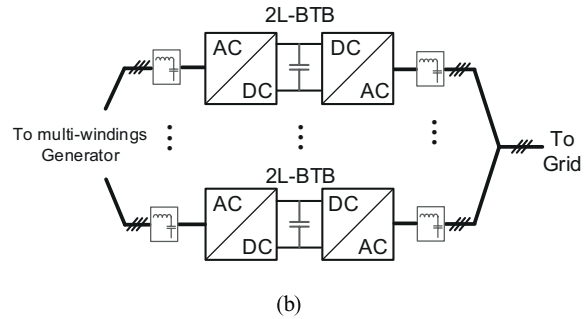 2L-BTB
AC
DC
DC
AC
To multi-windings
Generator
To
Grid
2L-BTB
AC
DC
DC
AC
(b)